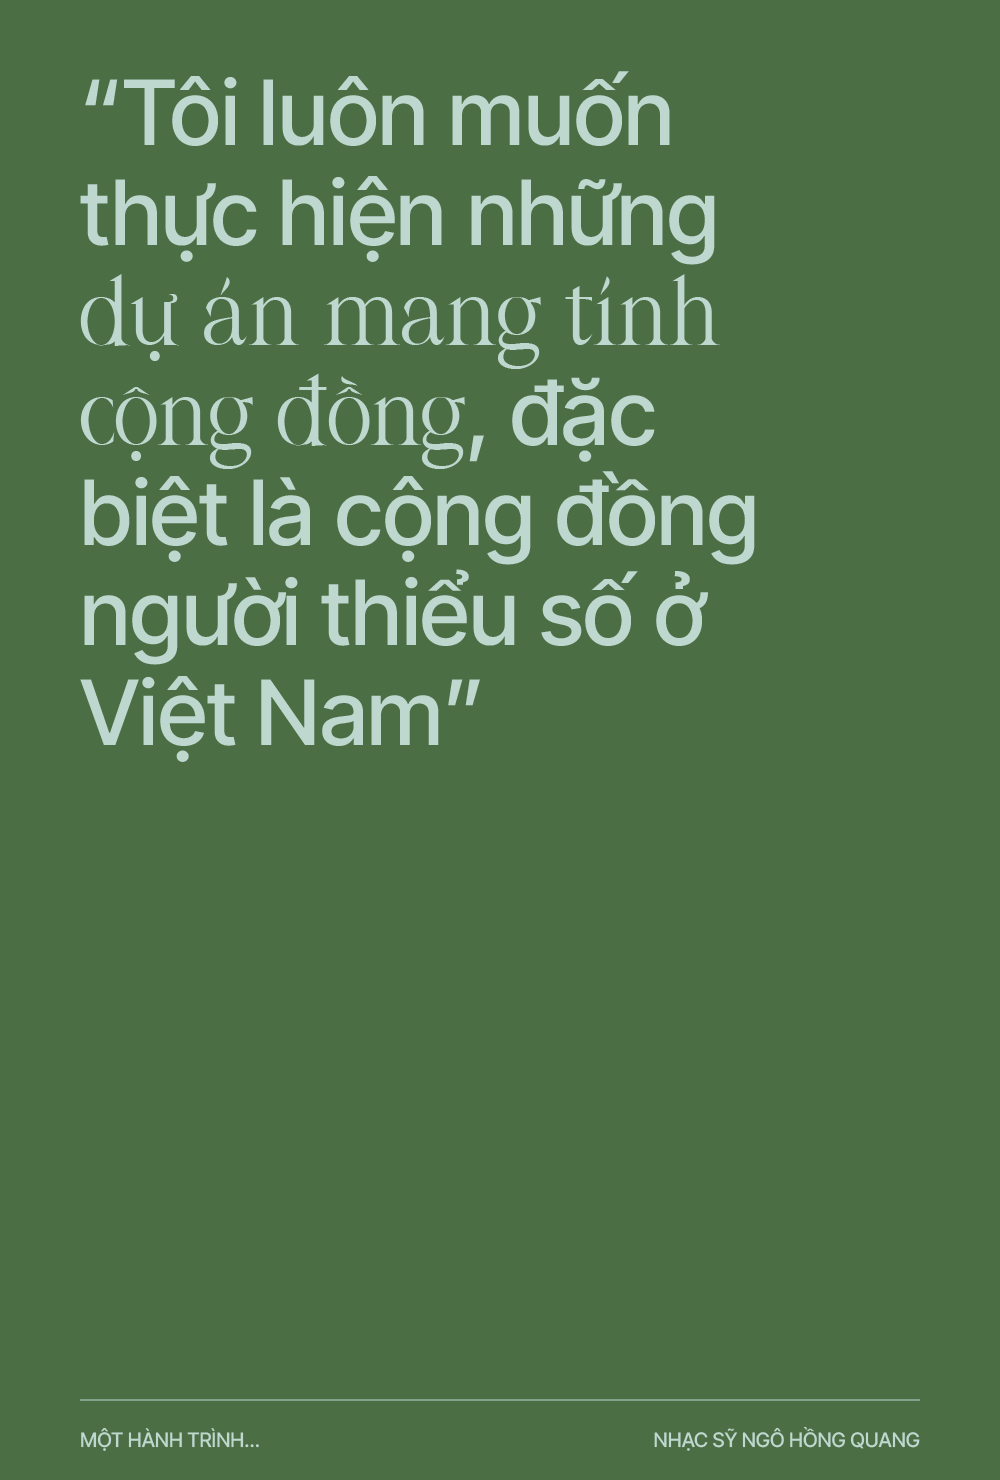 “Tôi luôn muốn
thực hiện những
dự án mang tính
cộng đồng, đặc
biệt là cộng đồng
người thiểu số ở
Việt Nam”
MỘT HÀNH TRÌNH...
NHẠC SỸ NGÔ HỒNG QUANG